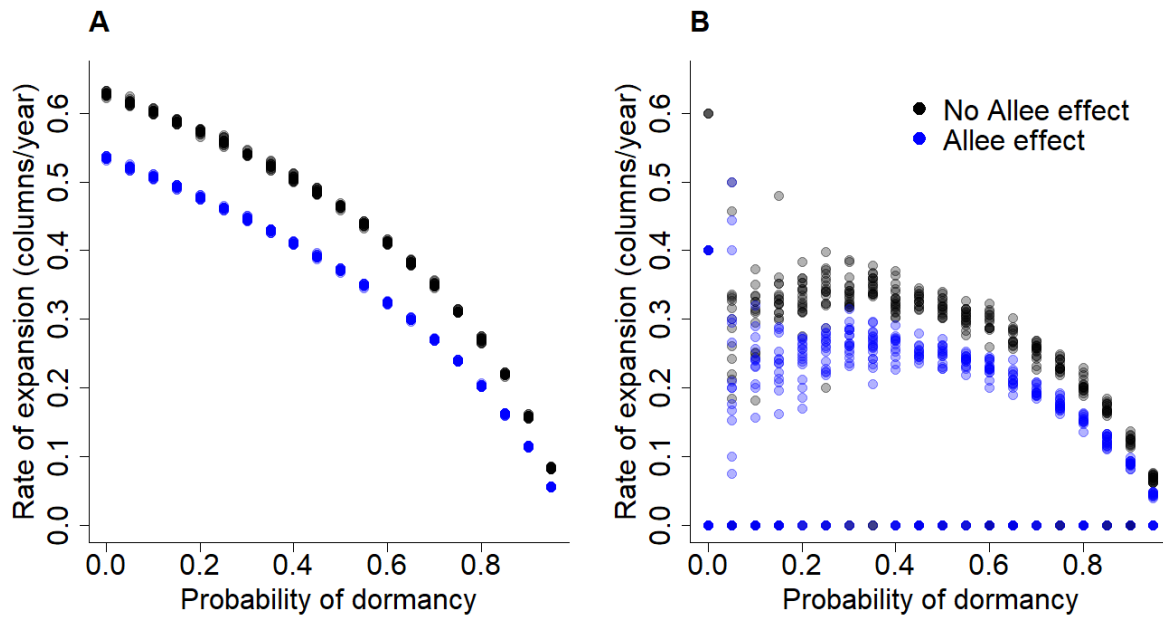 A
Rate of expansion (columns/year)
0.0 0.1 0.2 0.3 0.4 0.5 0.6
0.0 0.2 0.4 0.6 0.8
Probability of dormancy
B
No Allee effect
Allee effect
Rate of expansion (columns/year)
0.0 0.1 0.2 0.3 0.4 0.5 0.6
0.0 0.2 0.4 0.6 0.8
Probability of dormancy